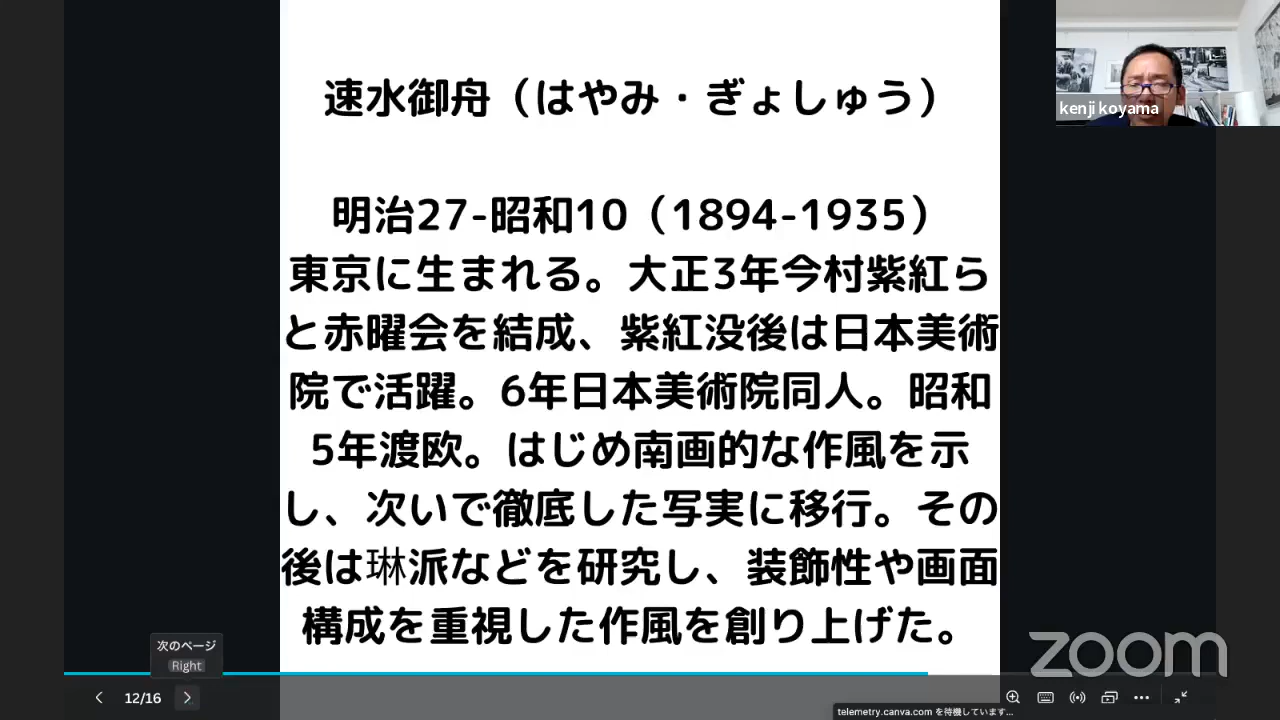 速水御舟（はやみ・ぎょしゅう）
明治27-昭和10（1894-1935）
東京に生まれる。大正3年今村紫紅ら
と赤曜会を結成、紫紅没後は日本美術
院で活躍。6年日本美術院同人。昭和
5年渡欧。はじめ南画的な作風を示
し、次いで徹底した写実に移行。その
後は琳派などを研究し、装飾性や画面
構成を重視した作風を創り上げた。
kenji koyama
次のページ
Right
12/16
zoom
telemetry.canva.com を待機しています...